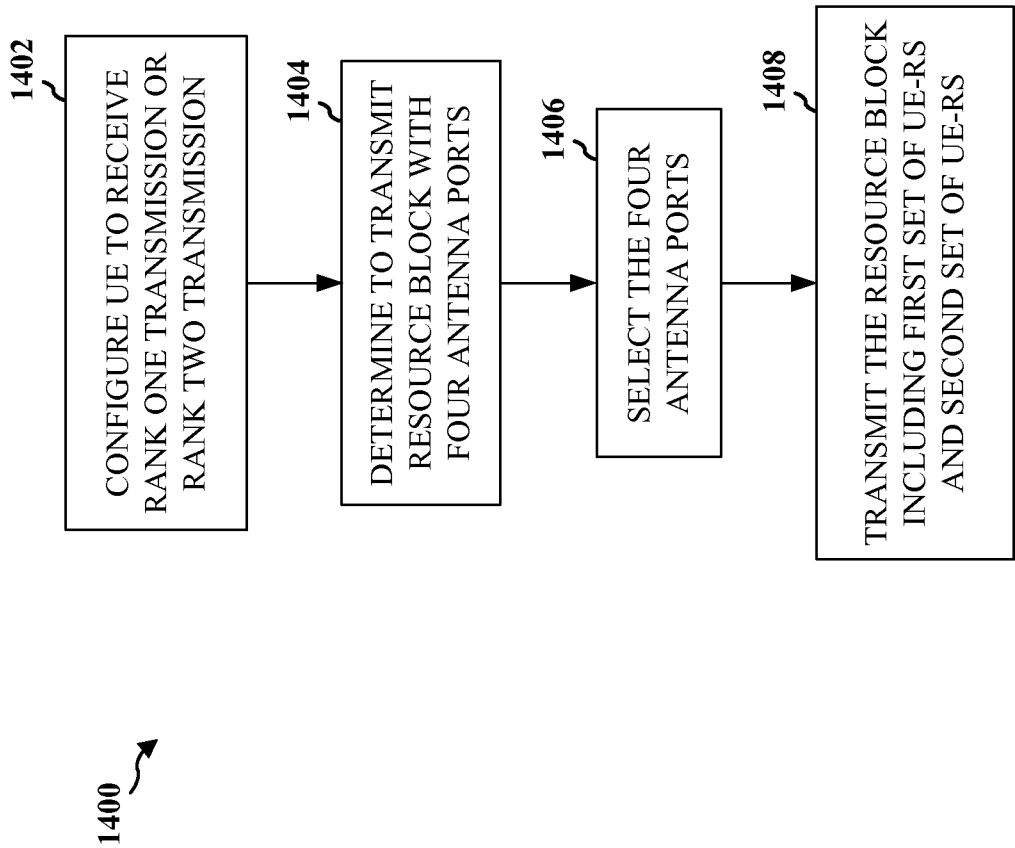 1400
1402
CONFIGURE UE TO RECEIVE
RANK ONE TRANSMISSION OR
RANK TWO TRANSMISSION
1404
DETERMINE TO TRANSMIT
RESOURCE BLOCK WITH
FOUR ANTENNA PORTS
1406
SELECT THE FOUR
ANTENNA PORTS
1408
TRANSMIT THE RESOURCE BLOCK
INCLUDING FIRST SET OF UE-RS
AND SECOND SET OF UE-RS